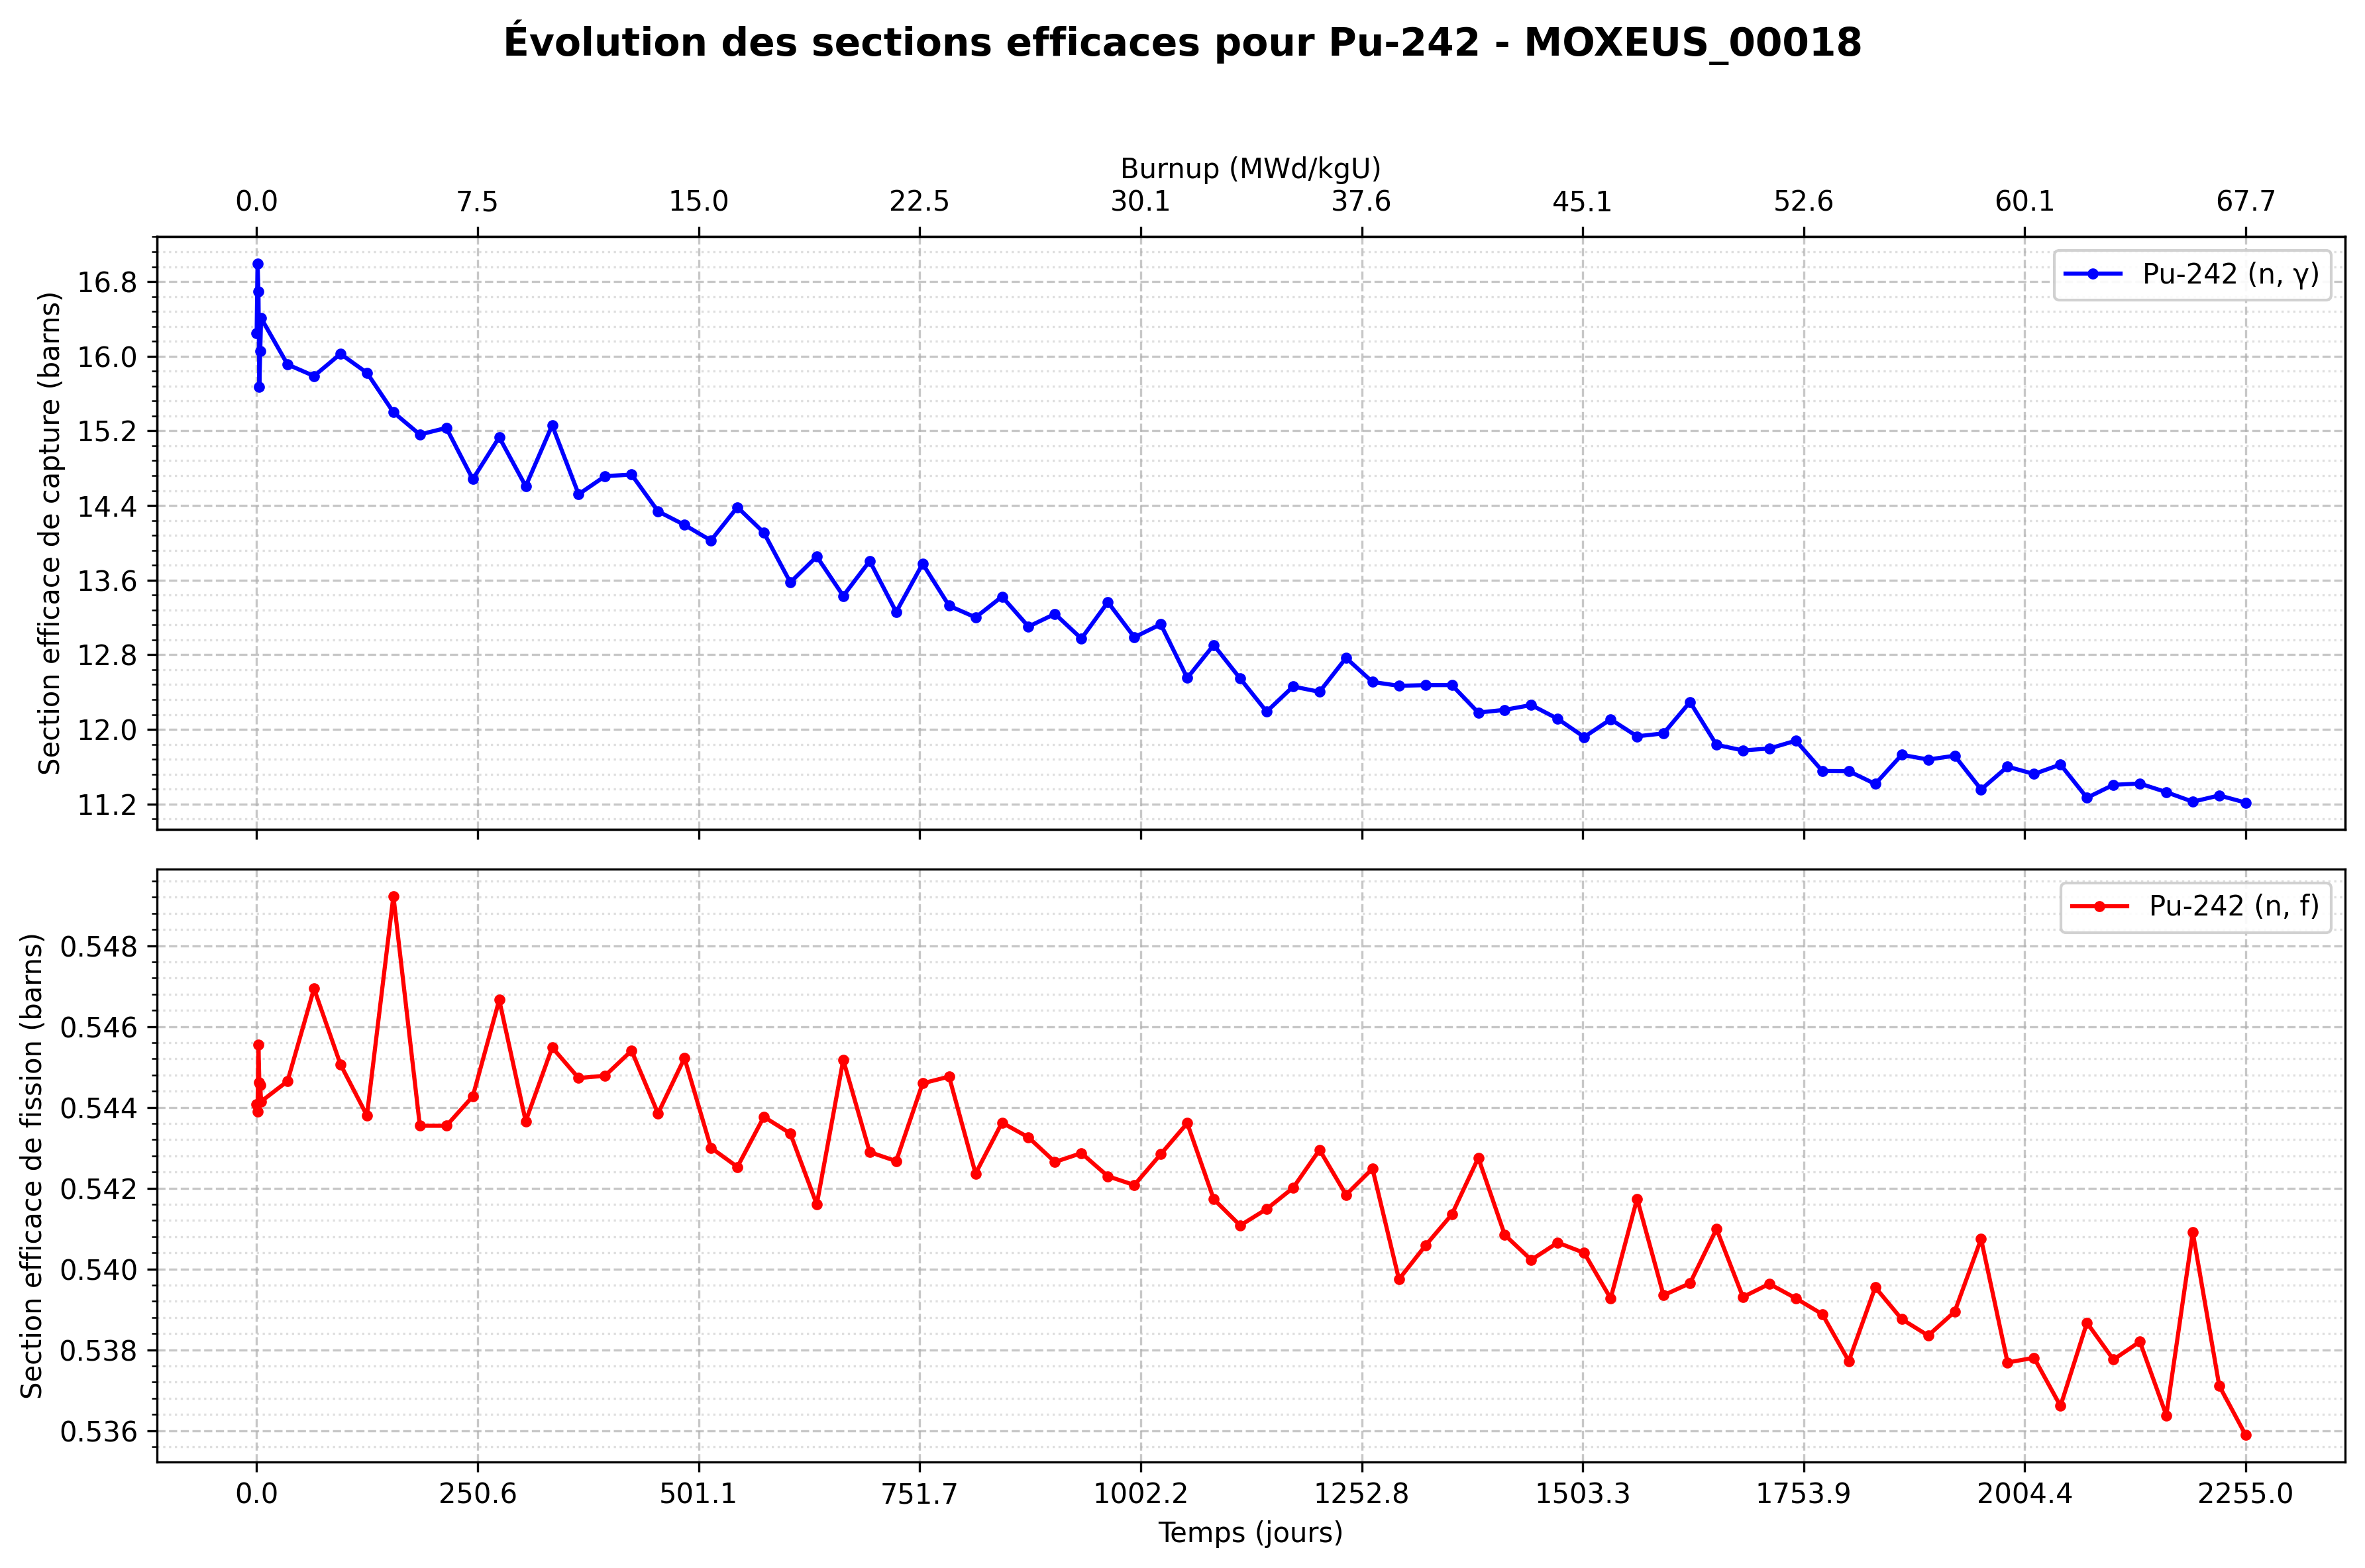 Évolution des sections efficaces pour Pu-242 - MOXEUS_00018
Burnup (MWd/kgU)
0.0 7.5 15.0 22.5 30.1 37.6 45.1 52.6 60.1 67.7
Section efficace de capture (barns)
16.8
16.0
15.2
14.4
13.6
12.8
12.0
11.2
Pu-242 (n, γ)
Section efficace de fission (barns)
0.548
0.546
0.544
0.542
0.540
0.538
0.536
Pu-242 (n, f)
0.0 250.6 501.1 751.7 1002.2 1252.8 1503.3 1753.9 2004.4 2255.0
Temps (jours)